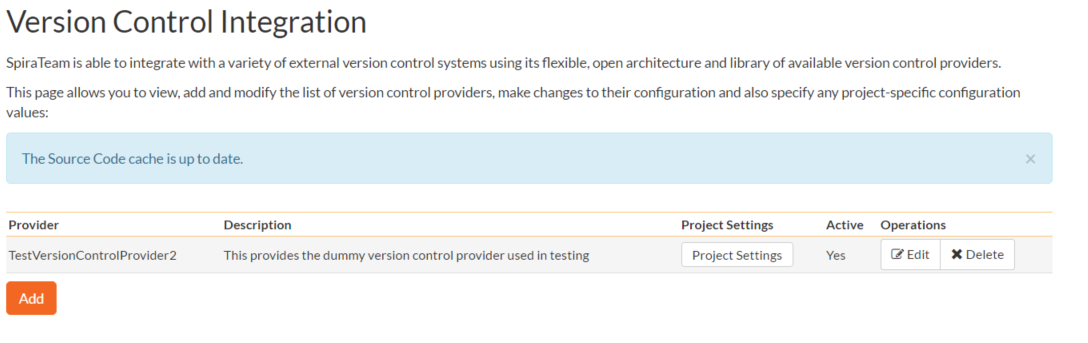 Version Control Integration
SpiraTeam is able to integrate with a variety of external version control systems using its flexible, open architecture and library of available version control providers.
This page allows you to view, add and modify the list of version control providers, make changes to their configuration and also specify any project-specific configuration
values:
The Source Code cache is up to date. ×
Provider Description Project Settings Active Operations
TestVersionControlProvider2 This provides the dummy version control provider used in testing Project Settings Yes Edit Delete
Add